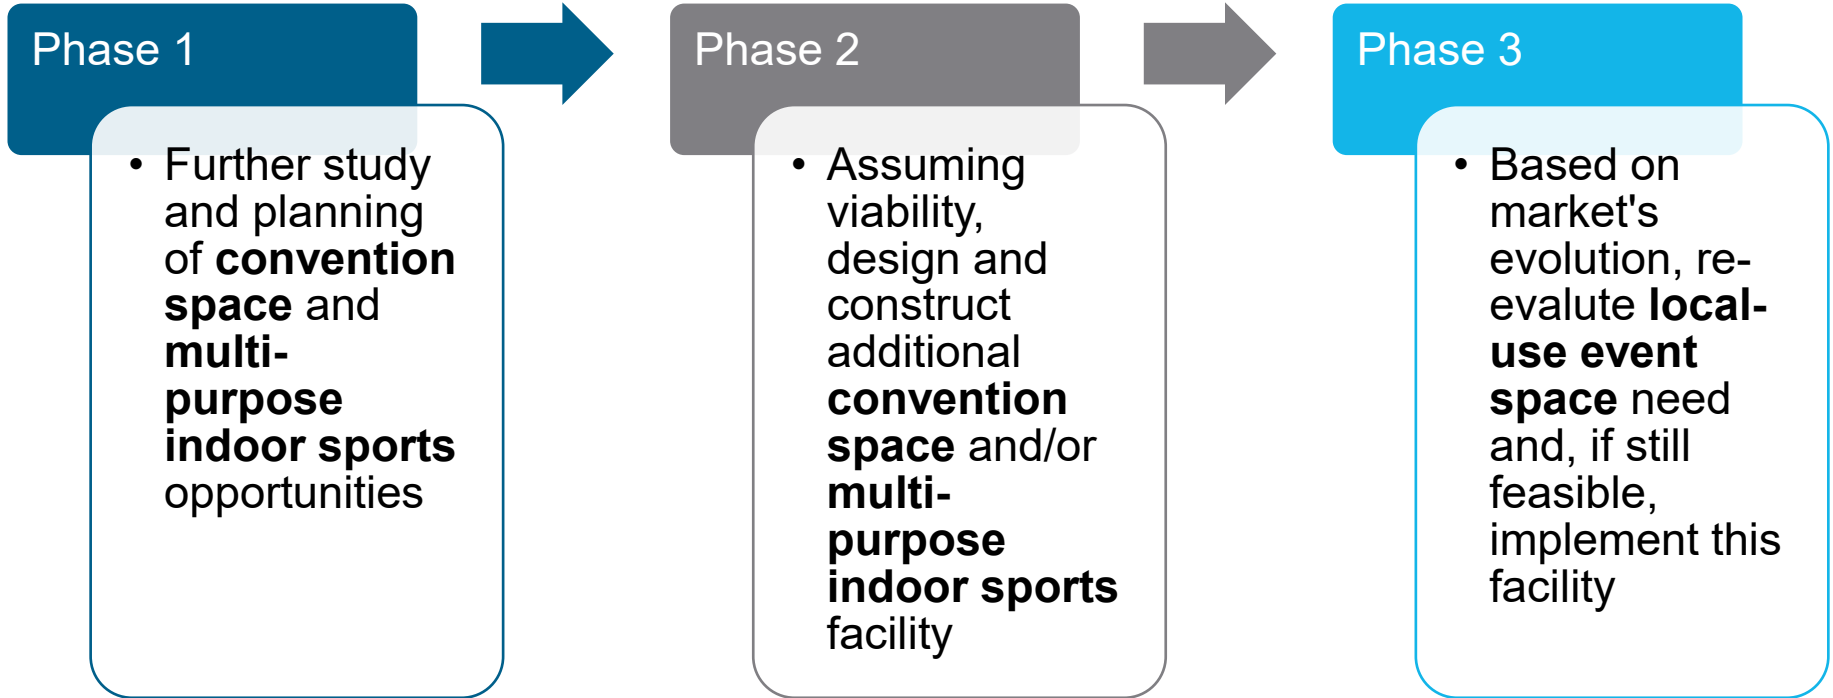 Phase 1
• Further study
and planning
of convention
space and
multi-
purpose
indoor sports
opportunities
Phase 2
• Assuming
viability,
design and
construct
additional
convention
space and/or
multi-
purpose
indoor sports
facility
Phase 3
• Based on
market's
evolution, re-
evalute local-
use event
space need
and, if still
feasible,
implement this
facility